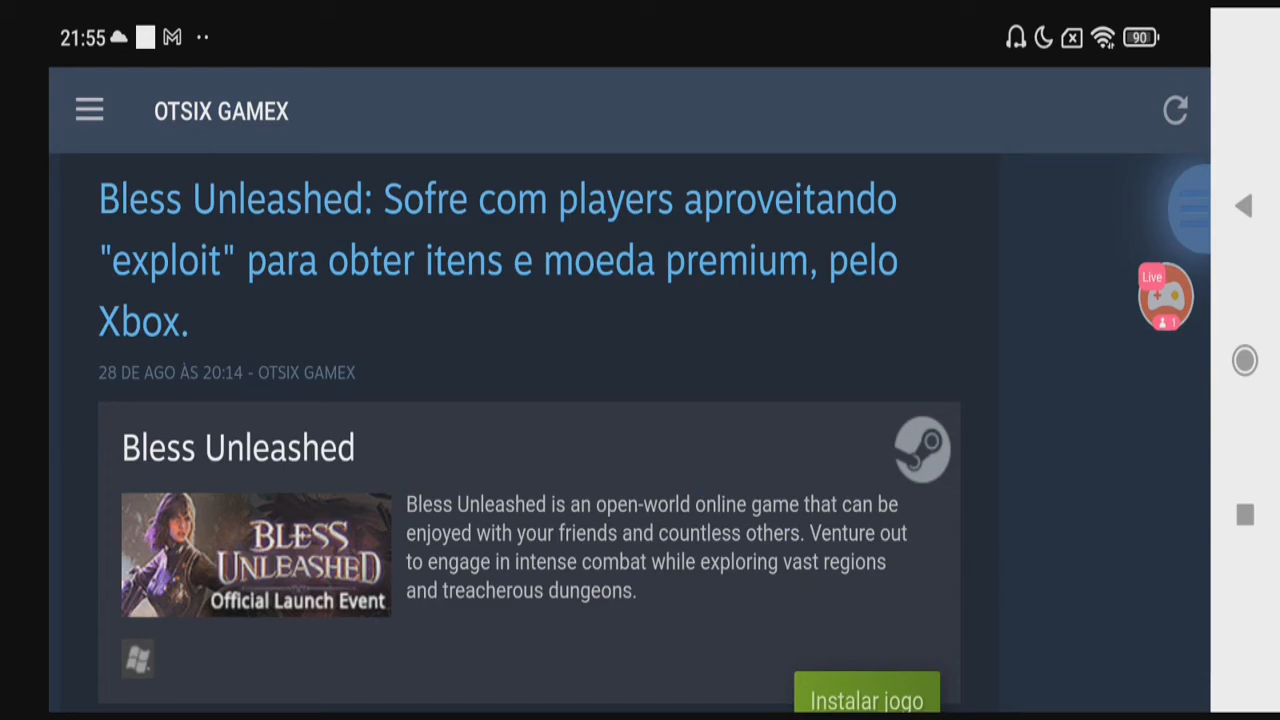 21:55
90
OTSIX GAMEX
Bless Unleashed: Sofre com players aproveitando
"exploit" para obter itens e moeda premium, pelo
Xbox.
28 DE AGO ÀS 20:14 - OTSIX GAMEX
Live
1
Bless Unleashed
BLESS
UNLEASHED
Official Launch Event
Bless Unleashed is an open-world online game that can be
enjoyed with your friends and countless others. Venture out
to engage in intense combat while exploring vast regions
and treacherous dungeons.
Instalar jogo